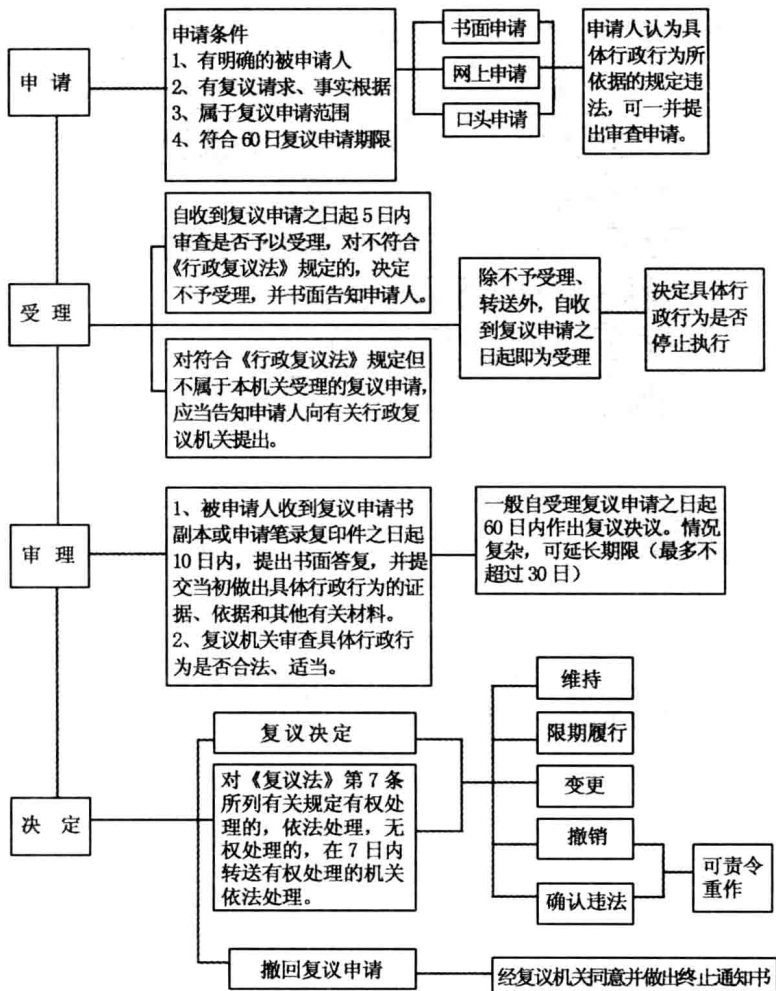 申请
申请条件
1、有明确的被申请人
2、有复议请求、事实根据
3、属于复议申请范围
4、符合60日复议申请期限
书面申请
网上申请
口头申请
申请人认为具
体行政行为所
依据的规定违
法，可一并提
出审查申请。
受理
自收到复议申请之日起5日内
审查是否予以受理，对不符合
《行政复议法》规定的，决定
不予受理，并书面告知申请人。
对符合《行政复议法》规定但
不属于本机关受理的复议申请，
应当告知申请人向有关行政复
议机关提出。
除不予受理、
转送外，自收
到复议申请之
日起即为受理
决定具体行
政行为是否
停止执行
审理
1、被申请人收到复议申请书
副本或申请笔录复印件之日起
10日内，提出书面答复，并提
交当初做出具体行政行为的证
据、依据和其他有关材料。
2、复议机关审查具体行政行
为是否合法、适当。
一般自受理复议申请之日起
60日内作出复议决议。情况
复杂，可延长期限（最多不
超过30日）
决定
复议决定
对《复议法》第7条
所列有关规定有权处
理的，依法处理，无
权处理的，在7日内
转送有权处理的机关
依法处理。
撤回复议申请
维持
限期履行
变更
撤销
确认违法
可责令
重作
经复议机关同意并做出终止通知书